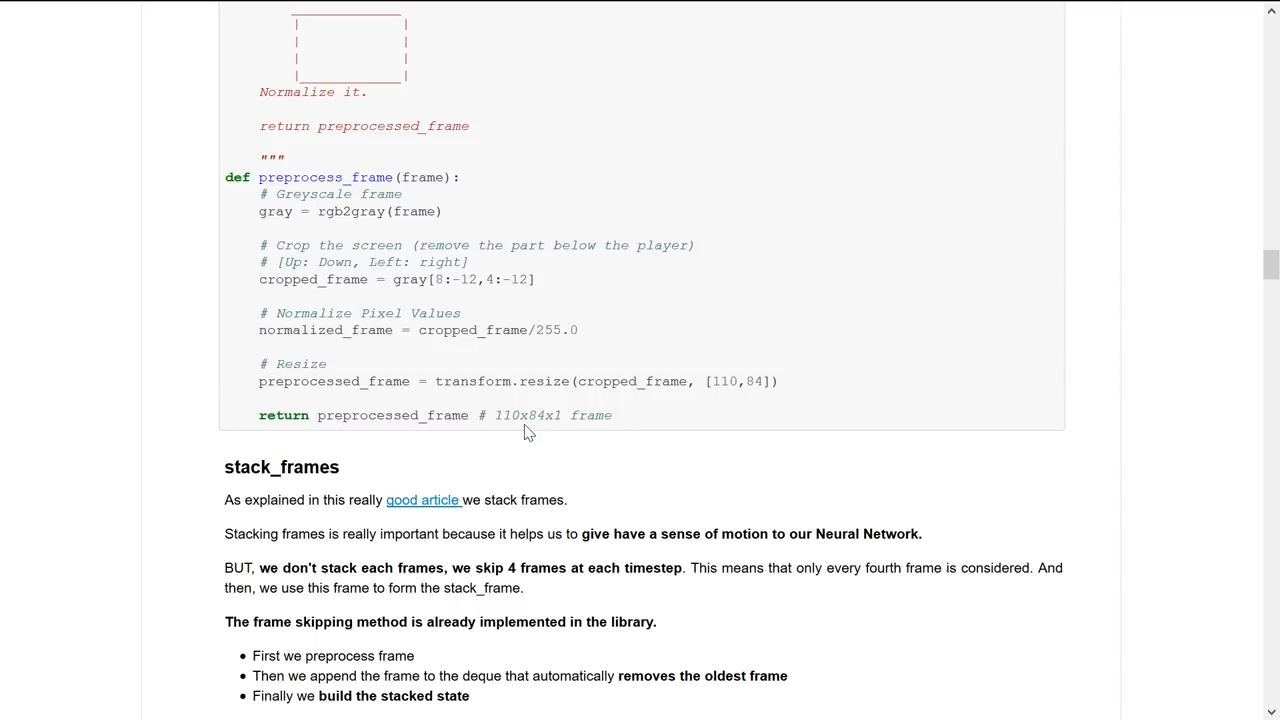 Normalize it.
return preprocessed_frame
"""
def preprocess_frame(frame):
# Greyscale frame
gray = rgb2gray(frame)
# Crop the screen (remove the part below the player)
# [Up: Down, Left: right]
cropped_frame = gray[8:-12,4:-12]
# Normalize Pixel Values
normalized_frame = cropped_frame/255.0
# Resize
preprocessed_frame = transform.resize(cropped_frame, [110,84])
return preprocessed_frame # 110x84x1 frame
stack_frames
As explained in this really good article we stack frames.
Stacking frames is really important because it helps us to give have a sense of motion to our Neural Network.
BUT, we don't stack each frames, we skip 4 frames at each timestep. This means that only every fourth frame is considered. And
then, we use this frame to form the stack_frame.
The frame skipping method is already implemented in the library.
• First we preprocess frame
• Then we append the frame to the deque that automatically removes the oldest frame
• Finally we build the stacked state